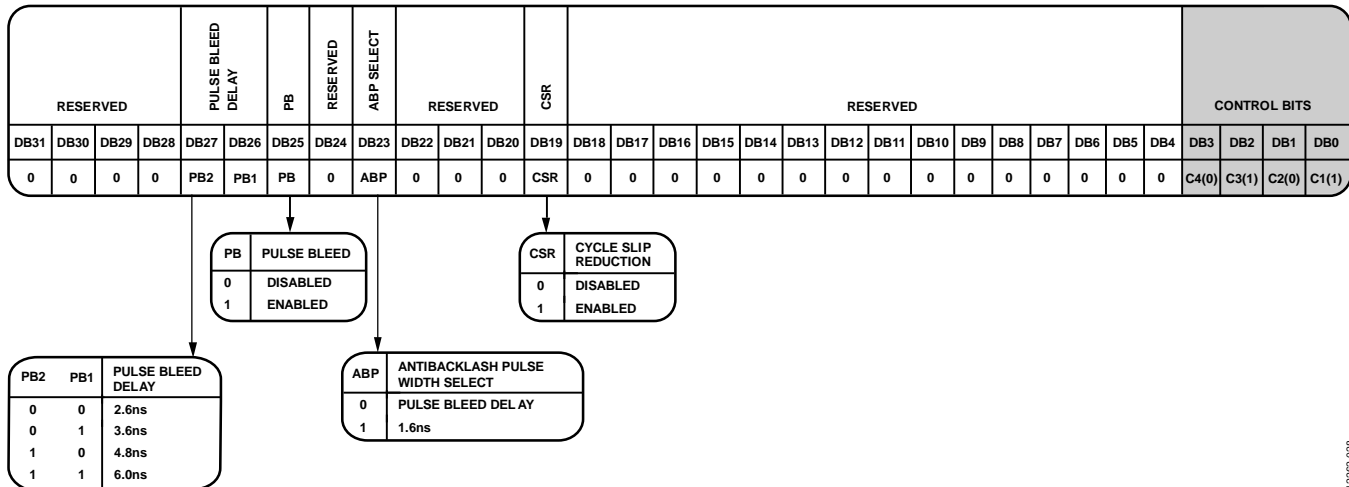 RESERVED PULSE BLEED DELAY PB RESERVED ABP SELECT RESERVED CSR RESERVED CONTROL BITS
DB31 DB30 DB29 DB28 DB27 DB26 DB25 DB24 DB23 DB22 DB21 DB20 DB19 DB18 DB17 DB16 DB15 DB14 DB13 DB12 DB11 DB10 DB9 DB8 DB7 DB6 DB5 DB4 DB3 DB2 DB1 DB0
0 0 0 0 PB2 PB1 PB 0 ABP 0 0 0 CSR 0 0 0 0 0 0 0 0 0 0 0 0 0 0 0 C4(0) C3(1) C2(0) C1(1)
PB PULSE BLEED
0 DISABLED
1 ENABLED
CSR CYCLE SLIP
REDUCTION
0 DISABLED
1 ENABLED
PB2 PB1 PULSE BLEED
DELAY
0 0 2.6ns
0 1 3.6ns
1 0 4.8ns
1 1 6.0ns
ABP ANTIBACKLASH PULSE
WIDTH SELECT
0 PULSE BLEED DELAY
1 1.6ns